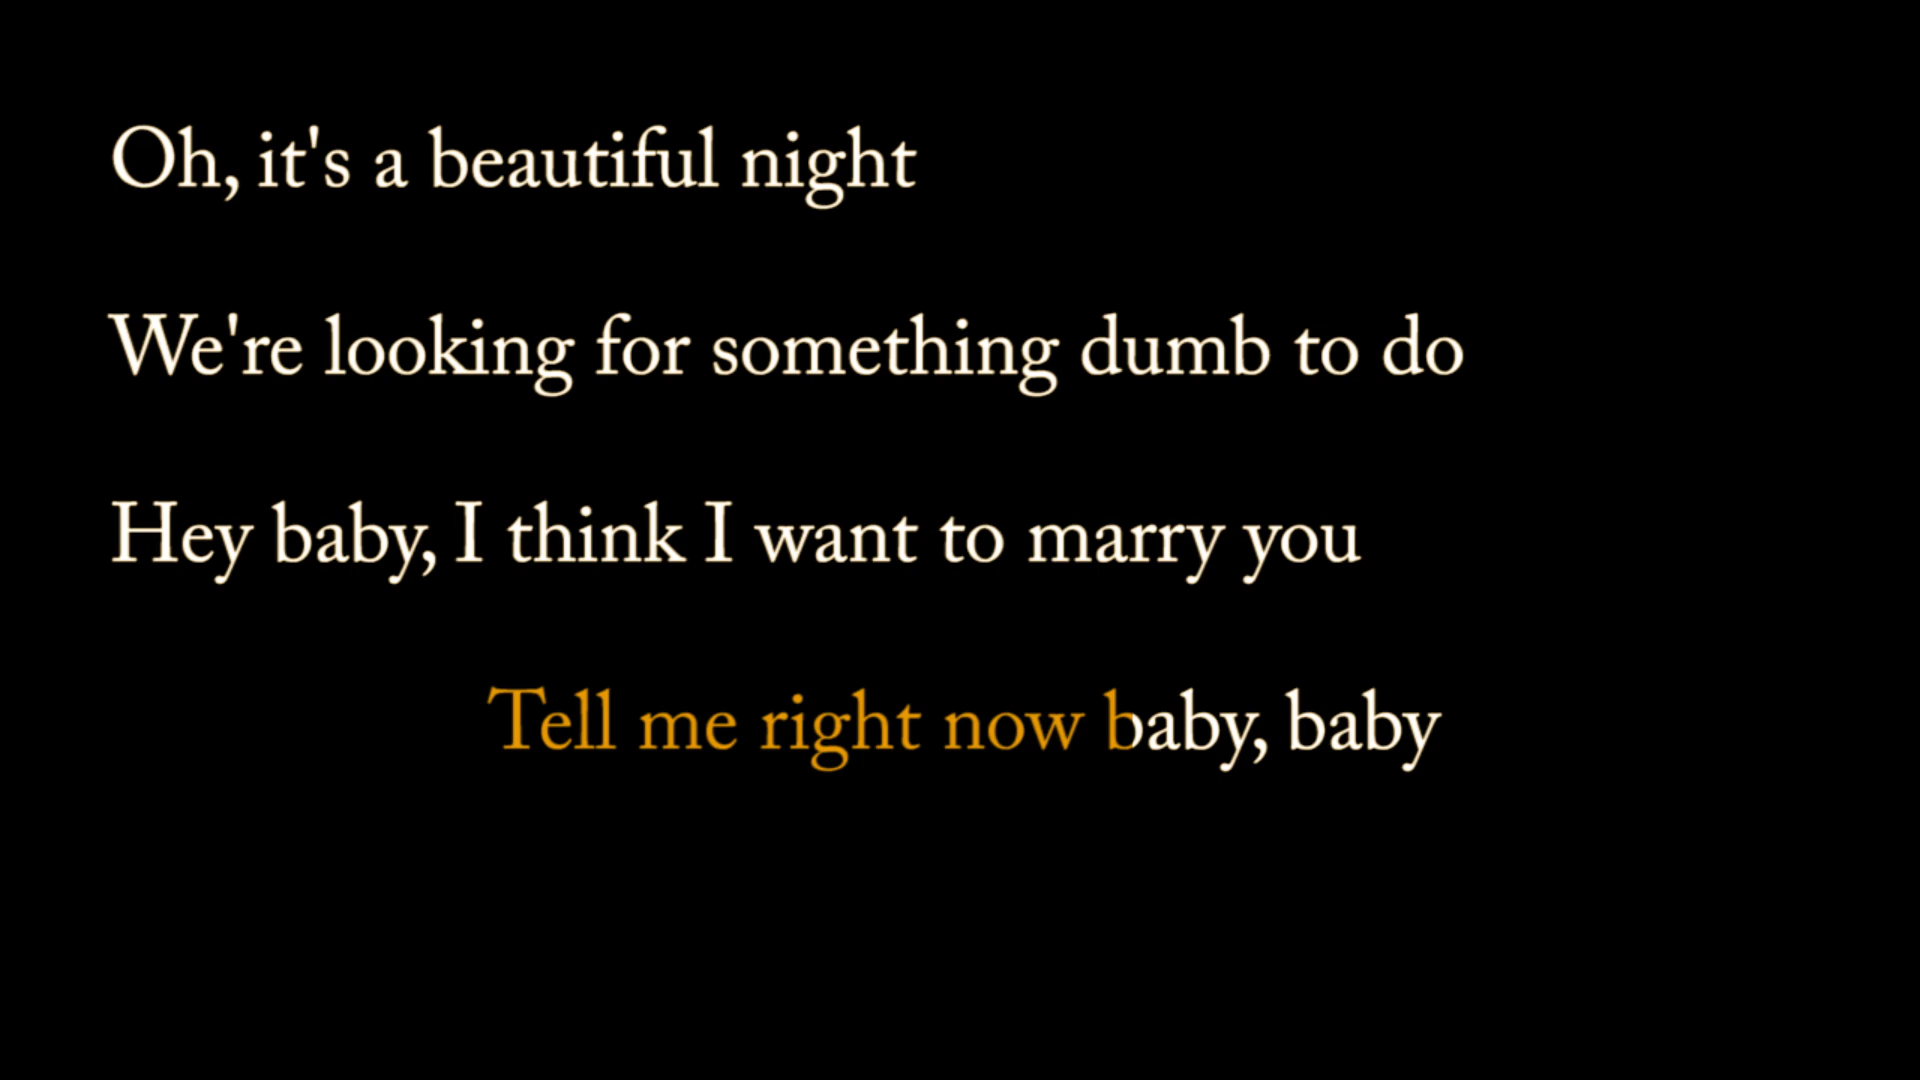 Oh, it's a beautiful night
We're looking for something dumb to do
Hey baby, I think I want to marry you
Tell me right now baby, baby